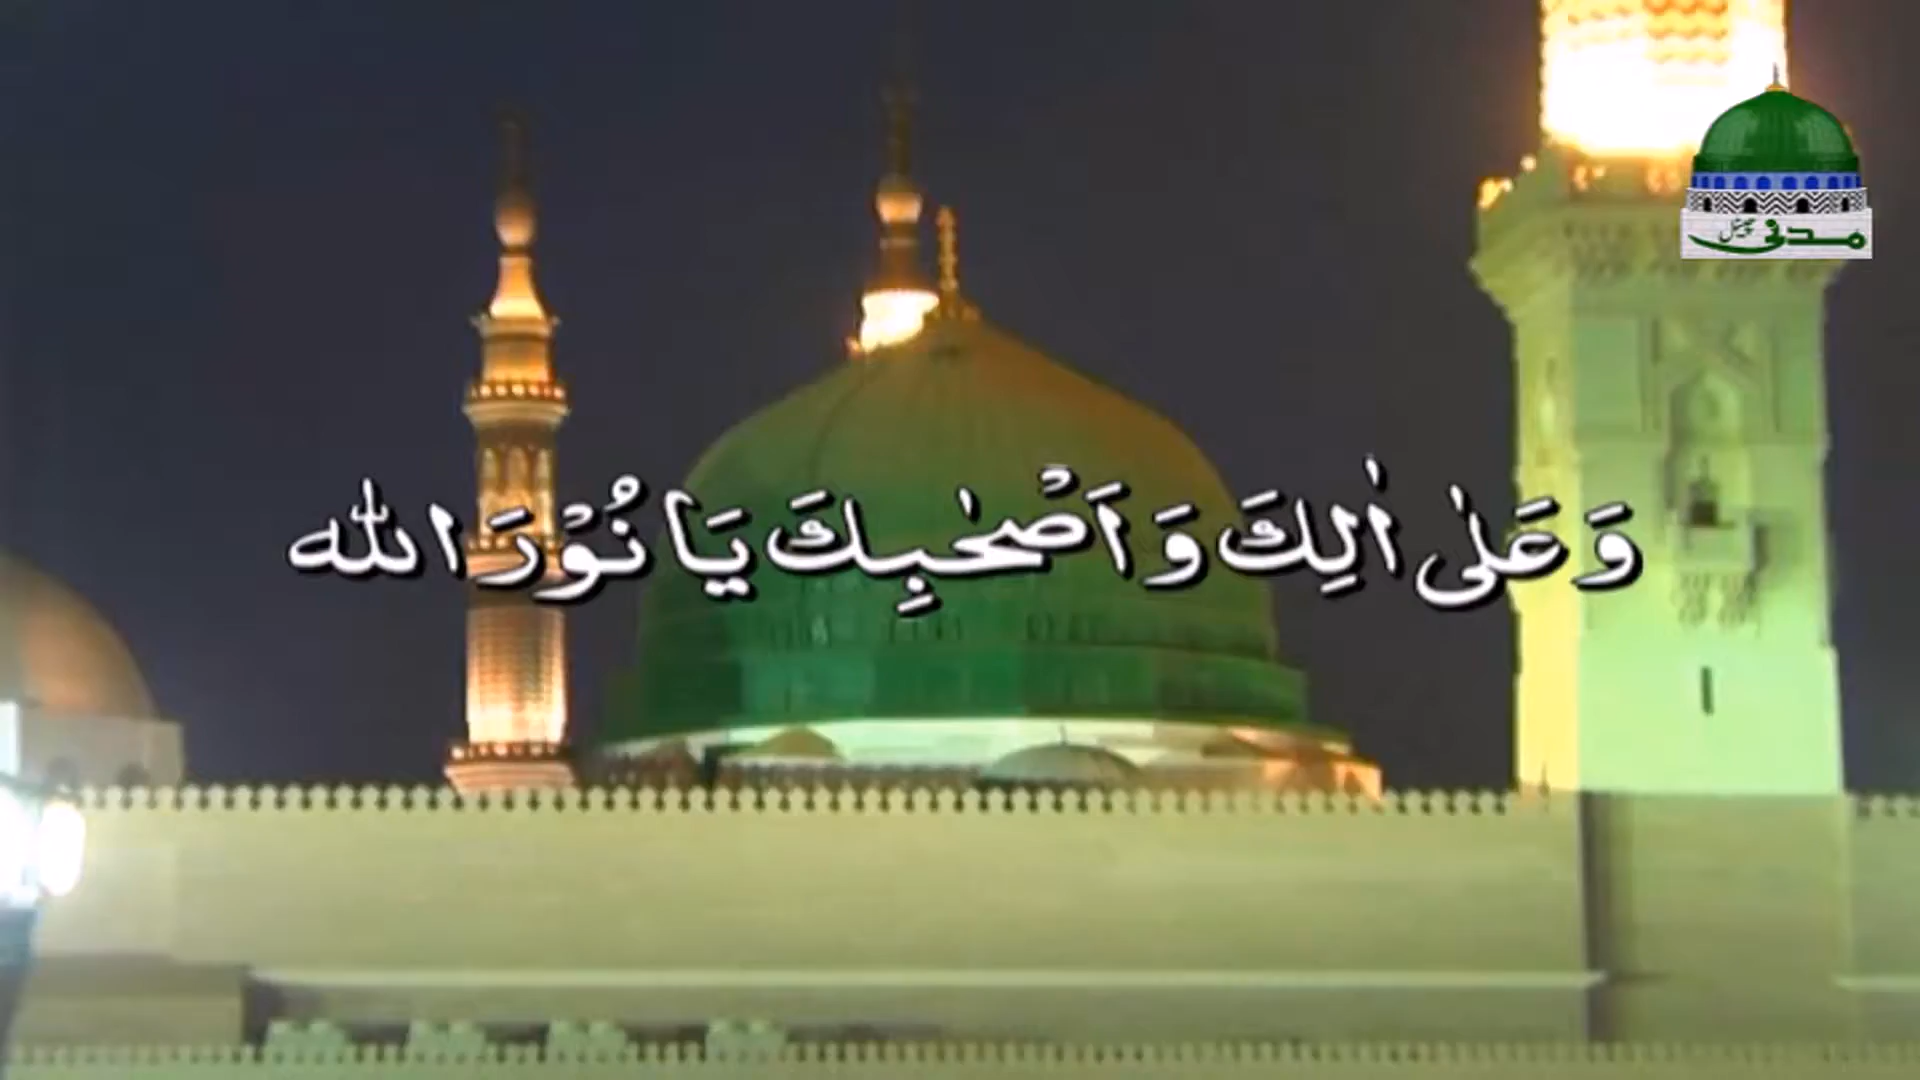 وَعَلٰى اٰلِكَ وَ اَصْحٰبِكَ يَا نُوْرَ اللّٰه
مدنی چینل